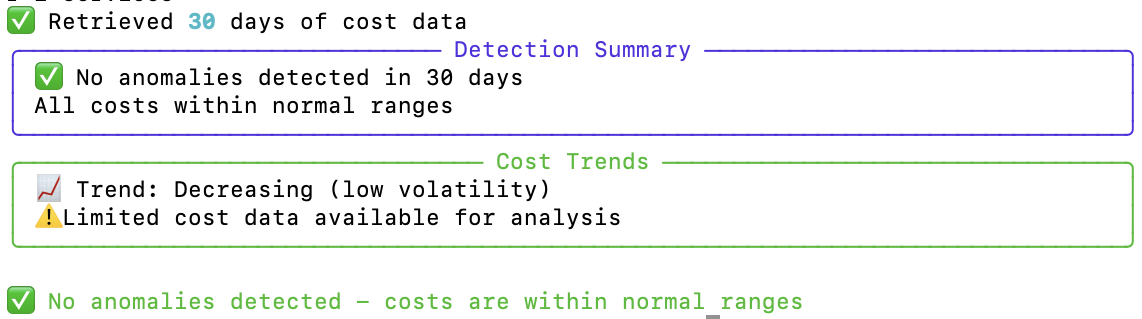 ✅ Retrieved 30 days of cost data
Detection Summary
✅ No anomalies detected in 30 days
All costs within normal ranges
Cost Trends
📈 Trend: Decreasing (low volatility)
⚠️Limited cost data available for analysis
✅ No anomalies detected – costs are within normal ranges